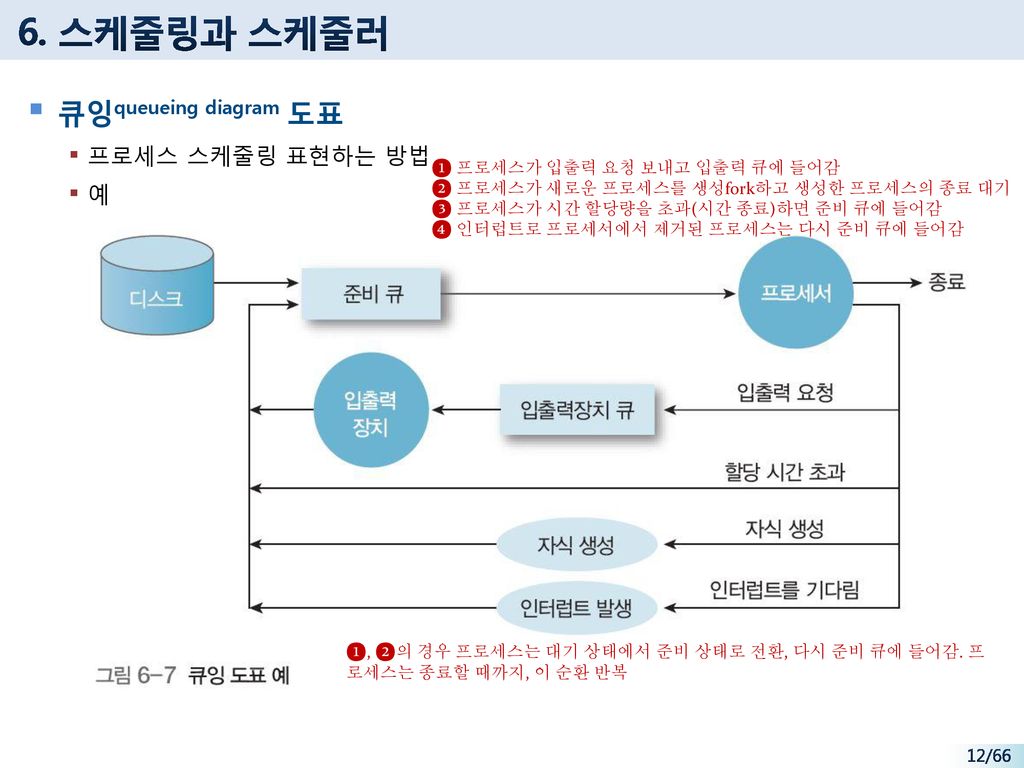 6. 스케줄링과 스케줄러
큐잉queueing diagram 도표
프로세스 스케줄링 표현하는 방법
예
❶ 프로세스가 입출력 요청 보내고 입출력 큐에 들어감
❷ 프로세스가 새로운 프로세스를 생성fork하고 생성한 프로세스의 종료 대기
❸ 프로세스가 시간 할당량을 초과(시간 종료)하면 준비 큐에 들어감
❹ 인터럽트로 프로세서에서 제거된 프로세스는 다시 준비 큐에 들어감
디스크
준비 큐
프로세서
종료
입출력
장치
입출력장치 큐
입출력 요청
할당 시간 초과
자식 생성
자식 생성
인터럽트 발생
인터럽트를 기다림
❶, ❷의 경우 프로세스는 대기 상태에서 준비 상태로 전환, 다시 준비 큐에 들어감. 프
로세스는 종료할 때까지, 이 순환 반복
그림 6-7 큐잉 도표 예
12/66